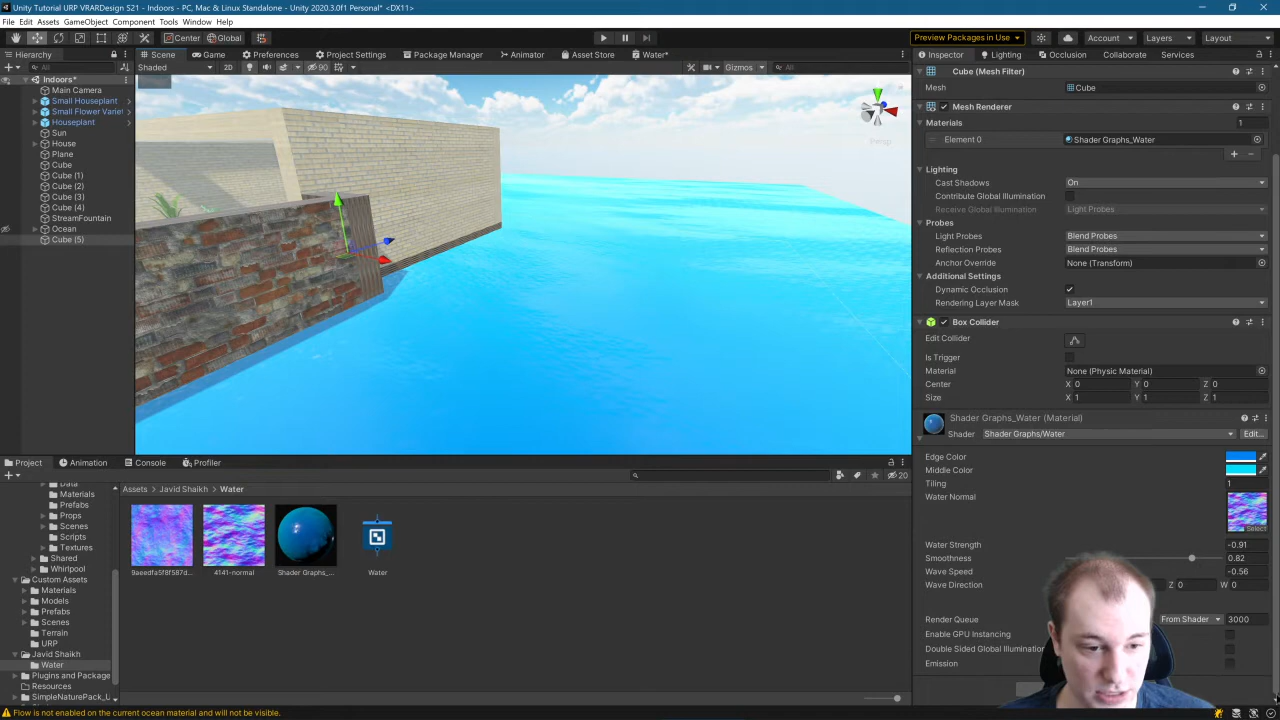 Unity Tutorial URP VRARDesign S21 - Indoors - PC, Mac & Linux Standalone - Unity 2020.3.0f1 Personal* <DX11>
File Edit Assets GameObject Component Tools Window Help
Center Global Preview Packages in Use Account Layers Layout
Hierarchy Scene Game Preferences Project Settings Package Manager Animator Asset Store Water* Inspector Lighting Occlusion Collaborate Services
All Shaded 2D 90 Gizmos All
Indoors*
Main Camera
Small Houseplant
Small Flower Variet
Houseplant
Sun
House
Plane
Cube
Cube (1)
Cube (2)
Cube (3)
Cube (4)
StreamFountain
Ocean
Cube (5)
Persp
Cube (Mesh Filter)
Mesh Cube
Mesh Renderer
Materials 1
Element 0 Shader Graphs_Water
Lighting
Cast Shadows On
Contribute Global Illumination
Receive Global Illumination Light Probes
Probes
Light Probes Blend Probes
Reflection Probes Blend Probes
Anchor Override None (Transform)
Additional Settings
Dynamic Occlusion
Rendering Layer Mask Layer1
Box Collider
Edit Collider
Is Trigger
Material None (Physic Material)
Center X 0 Y 0 Z 0
Size X 1 Y 1 Z 1
Shader Graphs_Water (Material)
Shader Shader Graphs/Water Edit...
Edge Color
Middle Color
Tiling 1
Water Normal
Select
Water Strength -0.91
Smoothness 0.82
Wave Speed -0.56
Wave Direction Z 0 W 0
Render Queue From Shader 3000
Enable GPU Instancing
Double Sided Global Illumination
Emission
Project Animation Console Profiler
20
Assets Javid Shaikh Water
Data
Materials
Prefabs
Props
Scenes
Scripts
Textures
Shared
Whirlpool
Custom Assets
Materials
Models
Prefabs
Scenes
Terrain
URP
Javid Shaikh
Water
Plugins and Package
Resources
SimpleNaturePack_U
9aeedfa5f8f587d... 4141-normal Shader Graphs_... Water
Flow is not enabled on the current ocean material and will not be visible.